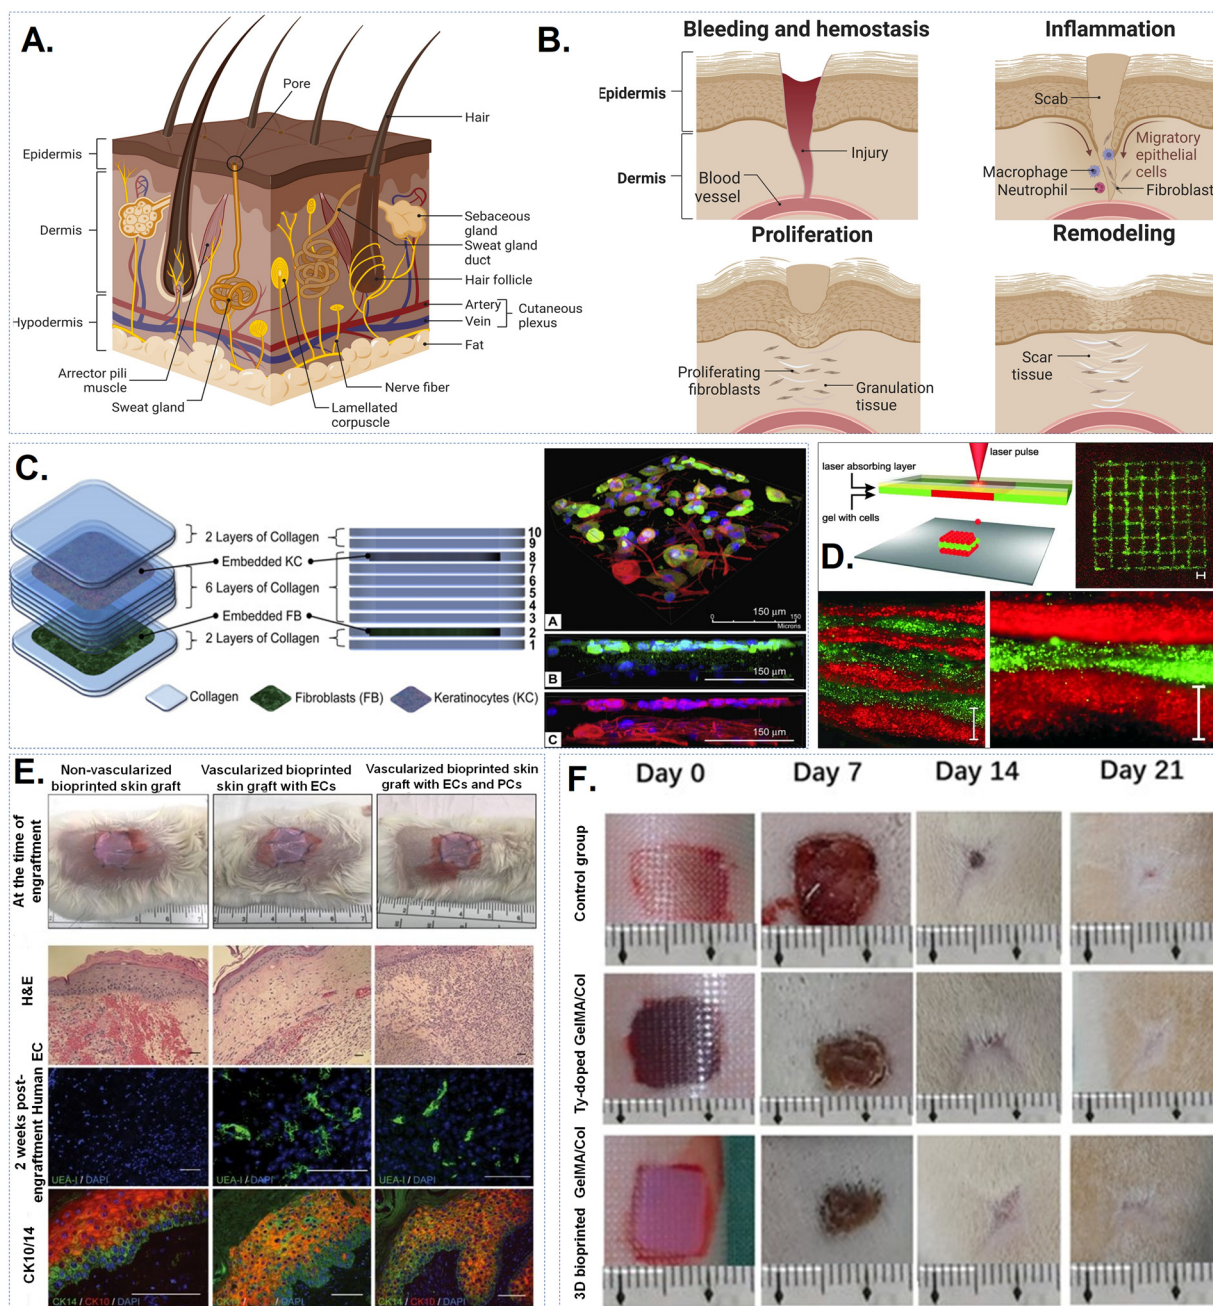 A.
Pore
Hair
Epidermis
Dermis
Sebaceous
gland
Sweat gland
duct
Hair follicle
Artery
Vein
Cutaneous
plexus
Hypodermis
Fat
Arrector pili
muscle
Sweat gland
Nerve fiber
Lamellated
corpuscle
B.
Bleeding and hemostasis
Inflammation
Epidermis
Dermis
Injury
Blood
vessel
Scab
Migratory
epithelial
cells
Macrophage
Neutrophil
Fibroblast
Proliferation
Remodeling
Proliferating
fibroblasts
Granulation
tissue
Scar
tissue
C.
2 Layers of Collagen
Embedded KC
6 Layers of Collagen
Embedded FB
2 Layers of Collagen
10
9
8
7
6
5
4
3
2
1
Collagen
Fibroblasts (FB)
Keratinocytes (KC)
A
150 µm
150
Microns
B
150 µm
C
150 µm
D.
laser pulse
laser absorbing layer
gel with cells
E.
Non-vascularized
bioprinted skin graft
Vascularized bioprinted
skin graft with ECs
Vascularized bioprinted skin
graft with ECs and PCs
At the time of
engraftment
H&E
2 weeks post-
engraftment Human EC
UEA-I / DAPI
UEA-I / DAPI
UEA-I / DAPI
CK10/14
CK14 / CK10 / DAPI
CK14 / CK10 / DAPI
CK14 / CK10 / DAPI
F.
Day 0
Day 7
Day 14
Day 21
Control group
Ty-doped GelMA/Col
3D bioprinted GelMA/Col